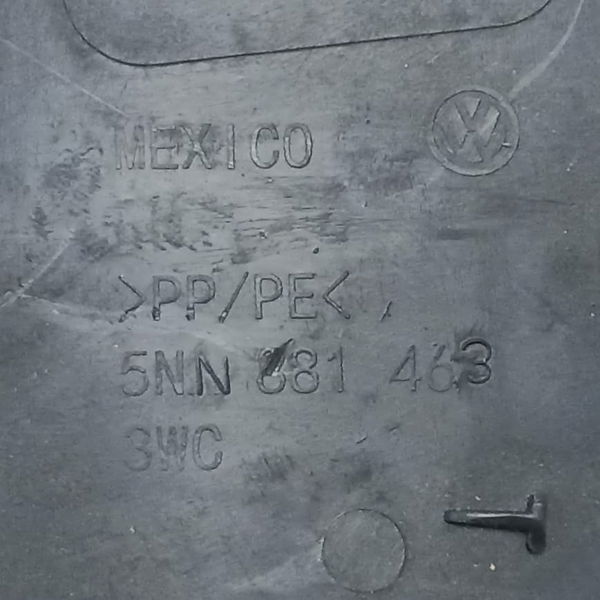 MEXICO
>PP/PE<
5NN 881 463
3WC